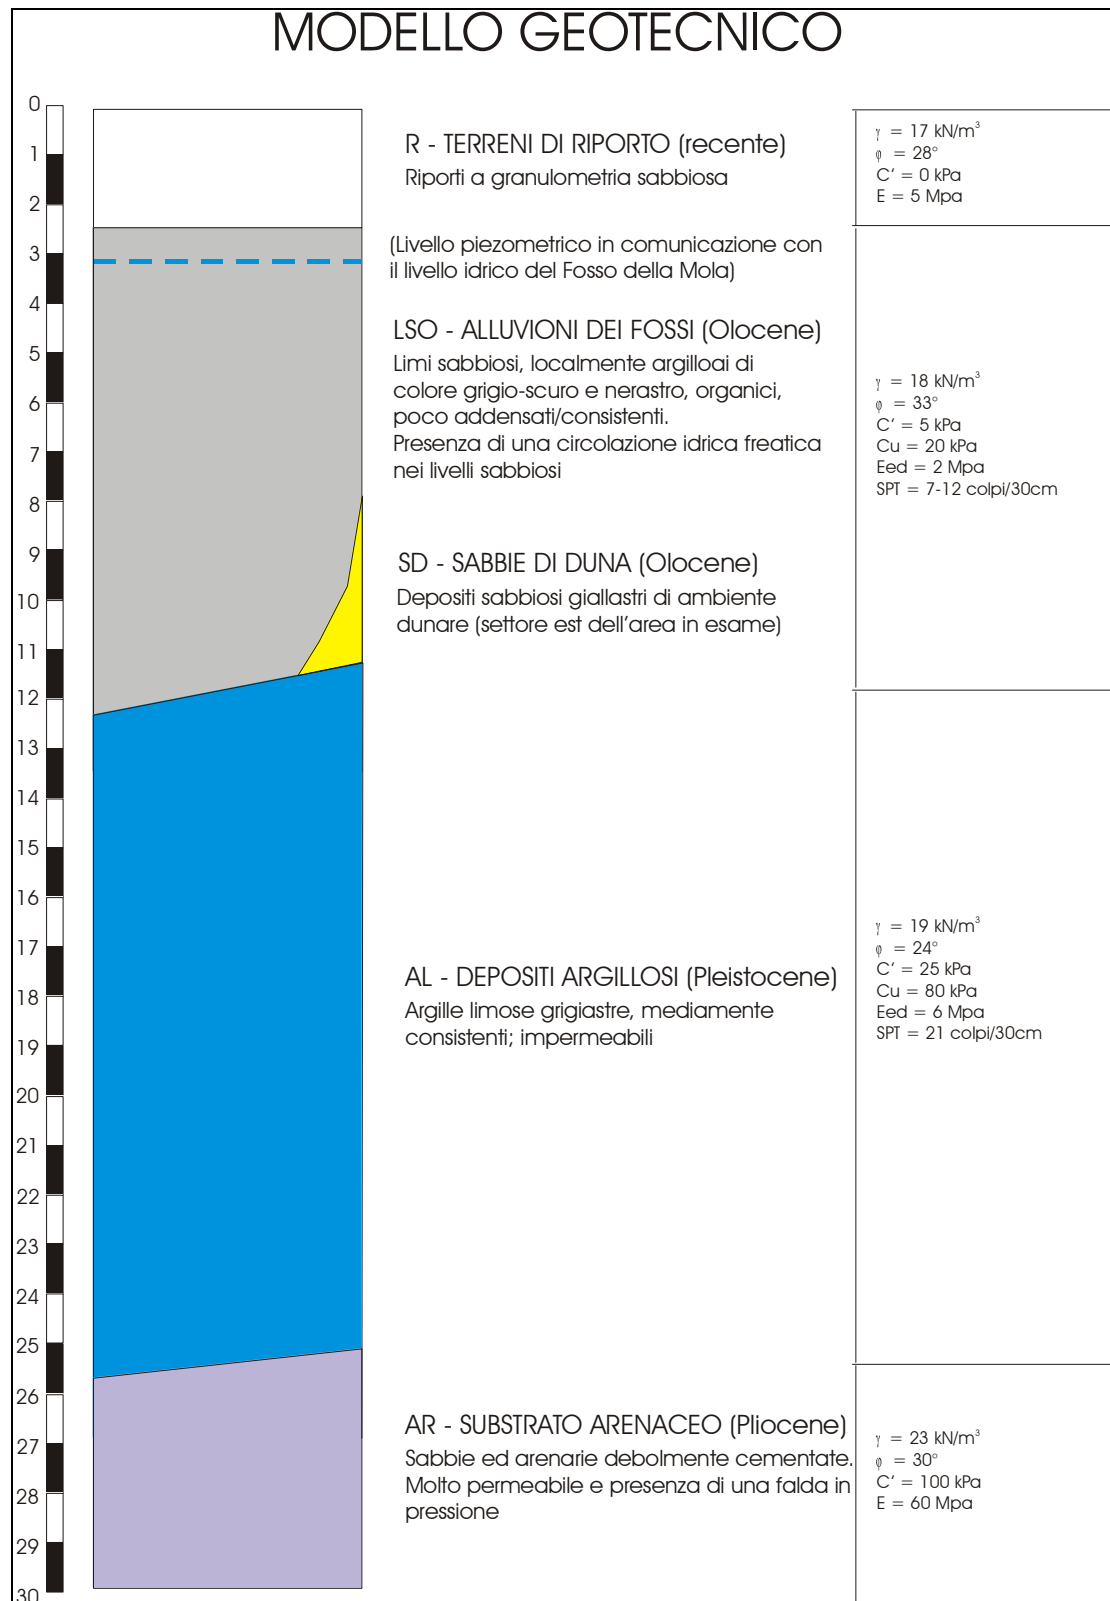 MODELLO GEOTECNICO
0
1
2
3
4
5
6
7
8
9
10
11
12
13
14
15
16
17
18
19
20
21
22
23
24
25
26
27
28
29
30
R - TERRENI DI RIPORTO (recente)
Riporti a granulometria sabbiosa
(Livello piezometrico in comunicazione con
il livello idrico del Fosso della Mola)
LSO - ALLUVIONI DEI FOSSI (Olocene)
Limi sabbiosi, localmente argilloai di
colore grigio-scuro e nerastro, organici,
poco addensati/consistenti.
Presenza di una circolazione idrica freatica
nei livelli sabbiosi
SD - SABBIE DI DUNA (Olocene)
Depositi sabbiosi giallastri di ambiente
dunare (settore est dell'area in esame)
AL - DEPOSITI ARGILLOSI (Pleistocene)
Argille limose grigiastre, mediamente
consistenti; impermeabili
AR - SUBSTRATO ARENACEO (Pliocene)
Sabbie ed arenarie debolmente cementate.
Molto permeabile e presenza di una falda in
pressione
γ = 17 kN/m³
φ = 28°
C' = 0 kPa
E = 5 Mpa
γ = 18 kN/m³
φ = 33°
C' = 5 kPa
Cu = 20 kPa
Eed = 2 Mpa
SPT = 7-12 colpi/30cm
γ = 19 kN/m³
φ = 24°
C' = 25 kPa
Cu = 80 kPa
Eed = 6 Mpa
SPT = 21 colpi/30cm
γ = 23 kN/m³
φ = 30°
C' = 100 kPa
E = 60 Mpa